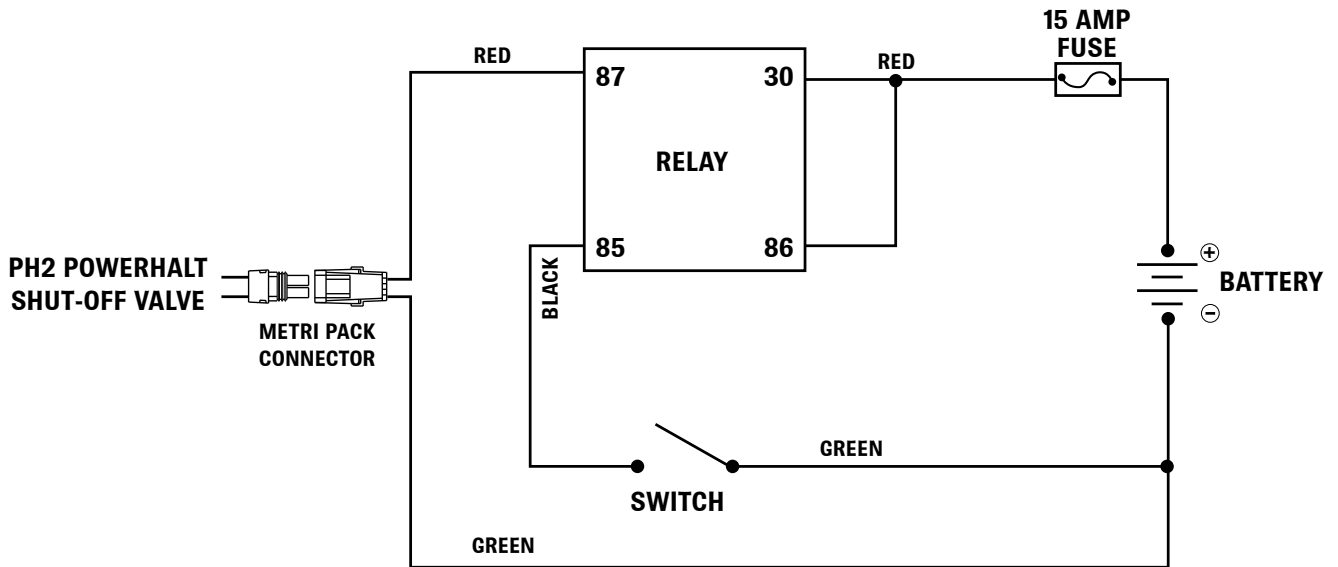 15 AMP
FUSE
RED
87
30
RED
RELAY
85
86
BLACK
PH2 POWERHALT
SHUT-OFF VALVE
METRI PACK
CONNECTOR
+
BATTERY
−
GREEN
SWITCH
GREEN